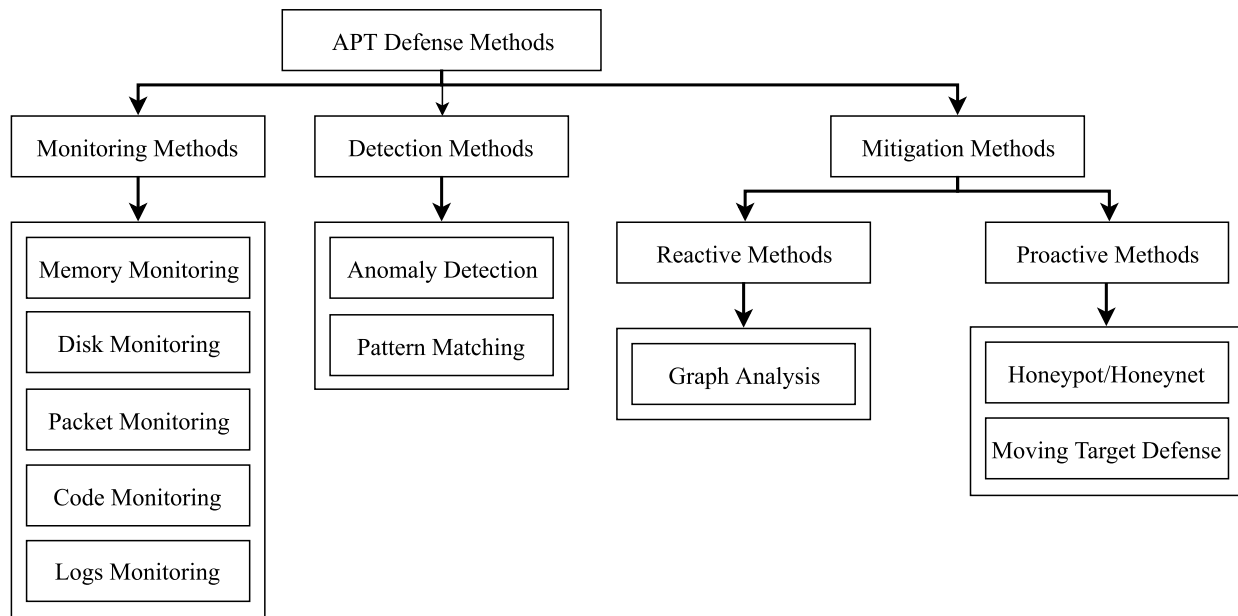 APT Defense Methods
Monitoring Methods
Detection Methods
Mitigation Methods
Memory Monitoring
Disk Monitoring
Packet Monitoring
Code Monitoring
Logs Monitoring
Anomaly Detection
Pattern Matching
Reactive Methods
Graph Analysis
Proactive Methods
Honeypot/Honeynet
Moving Target Defense